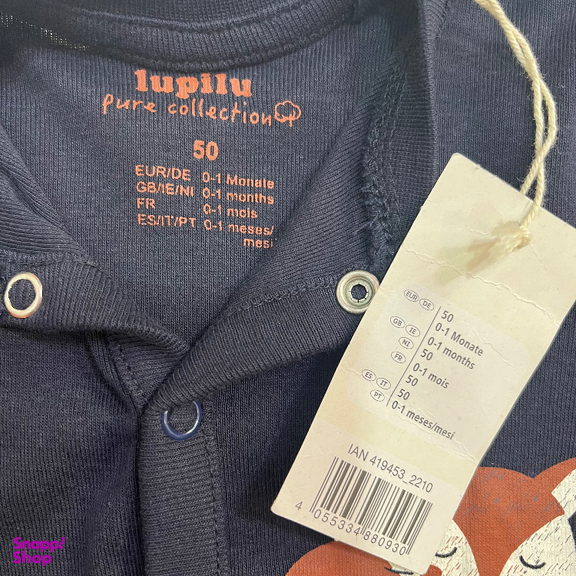 lupilu
pure collection
50
EUR/DE 0-1 Monate
GB/IE/NI 0-1 months
FR 0-1 mois
ES/IT/PT 0-1 meses/
mesi
EUR DE 50
0-1 Monate
GB IE 0-1 months
NI 50
FR 0-1 mois
50
ES IT 50
PT 0-1 meses/mesi
IAN 419453_2210
4 055334 880930
Snapp!
Shop